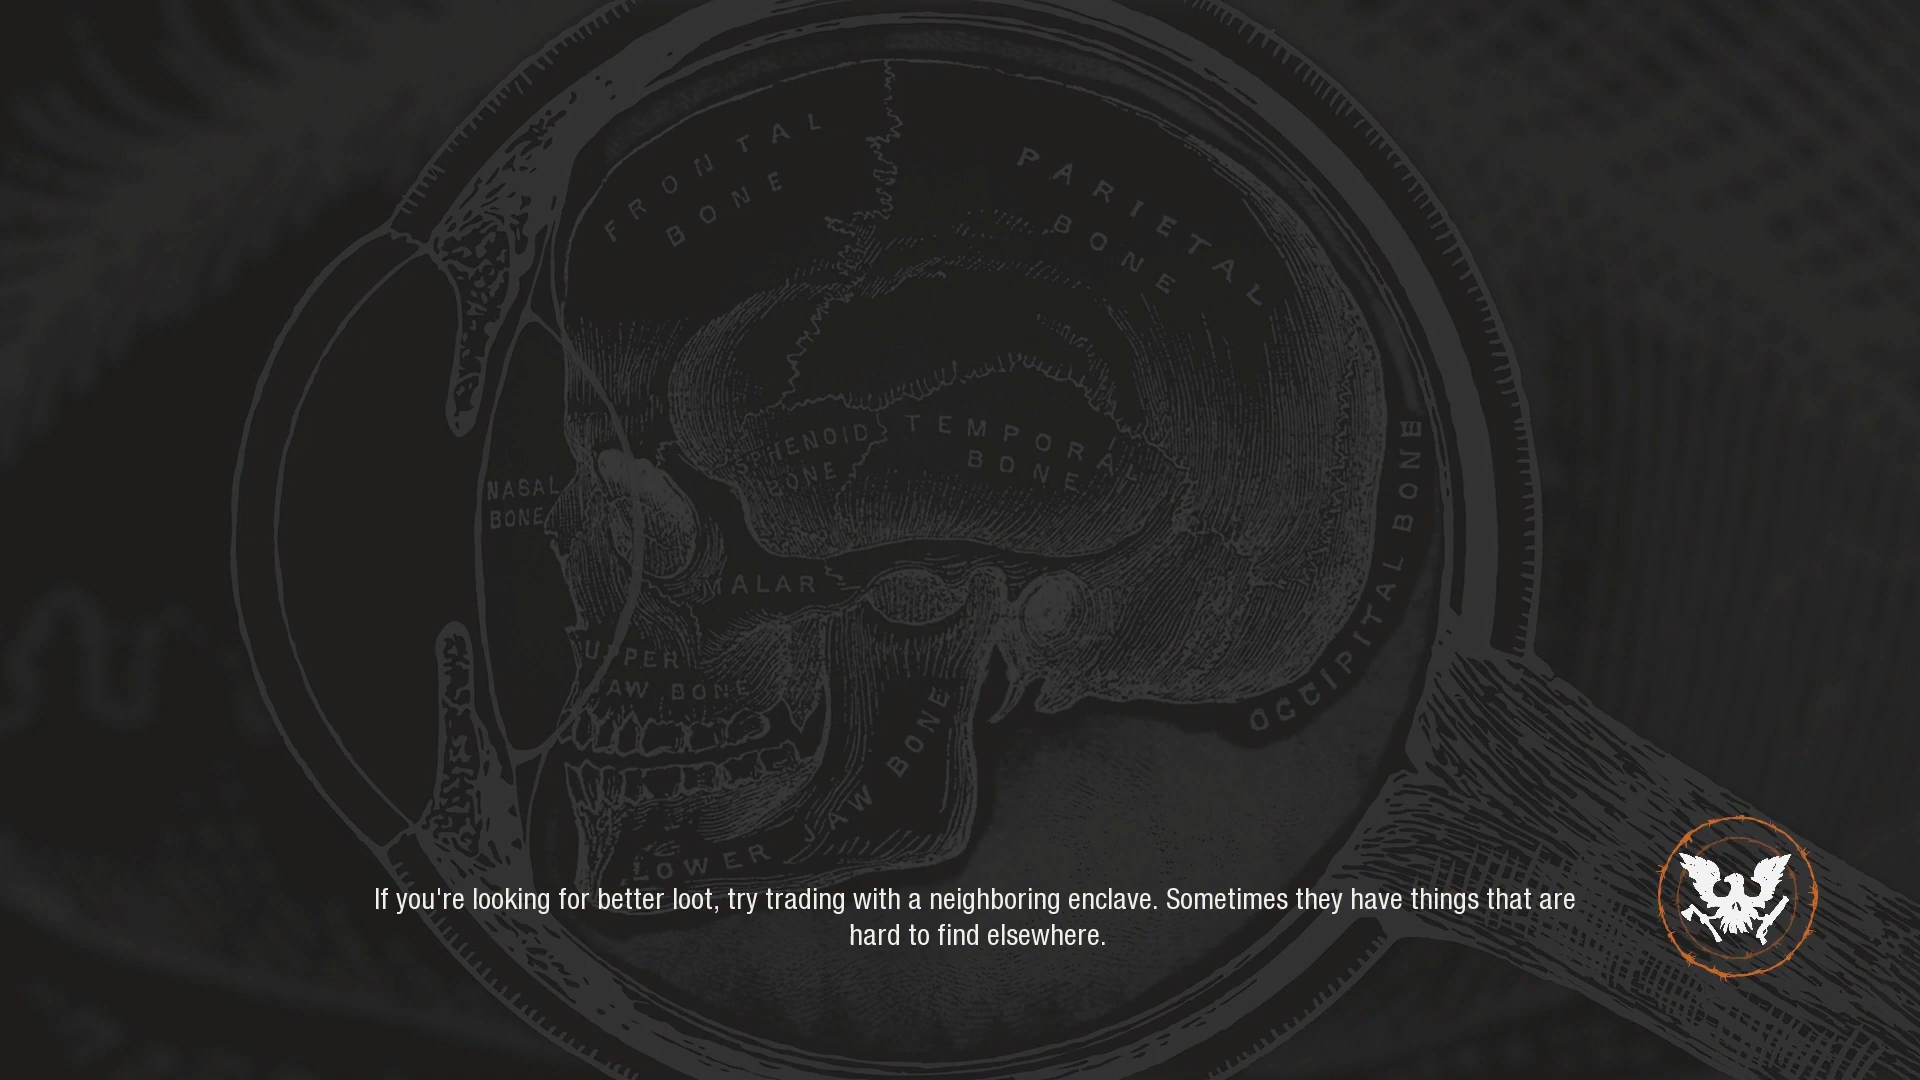 FRONTAL
BONE
PARIETAL
BONE
SPHENOID
BONE
TEMPORAL
BONE
NASAL
BONE
MALAR
UPPER
JAW BONE
OCCIPITAL BONE
LOWER JAW BONE
If you're looking for better loot, try trading with a neighboring enclave. Sometimes they have things that are
hard to find elsewhere.